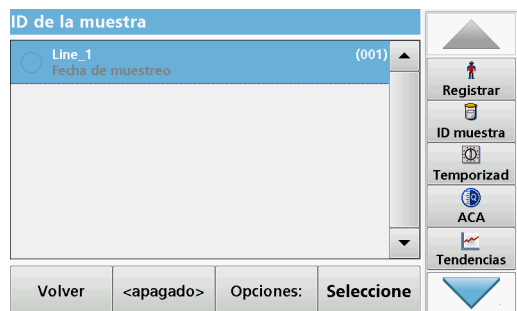 ID de la muestra
Line_1 (001)
Fecha de muestreo
Registrar
ID muestra
Temporizad
ACA
Tendencias
Volver
<apagado>
Opciones:
Seleccione